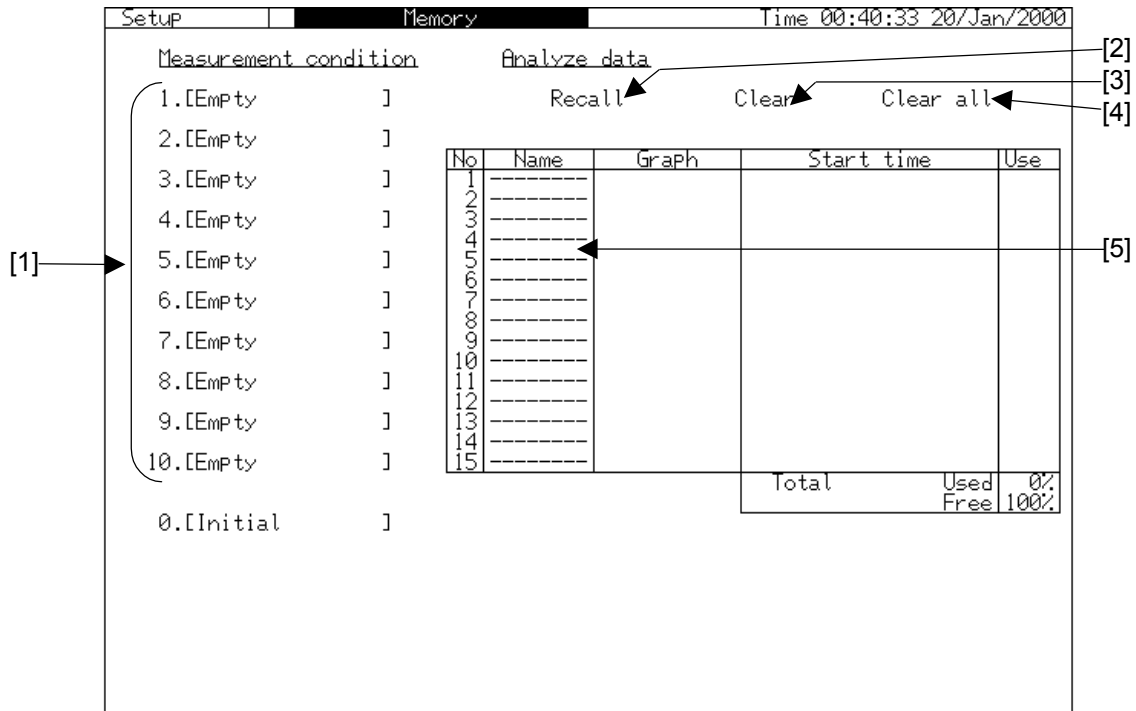 Setup Memory Time 00:40:33 20/Jan/2000
Measurement condition Analyze data [2]
1.[Empty ] Recall Clear Clear all [3]
[4]
2.[Empty ]
No Name Graph Start time Use
3.[Empty ] 1 --------
2 --------
4.[Empty ] 3 --------
4 --------
[1] 5.[Empty ] 5 -------- [5]
6 --------
6.[Empty ] 7 --------
8 --------
7.[Empty ] 9 --------
10 --------
8.[Empty ] 11 --------
12 --------
9.[Empty ] 13 --------
14 --------
10.[Empty ] 15 --------
Total Used 0%
Free 100%
0.[Initial ]